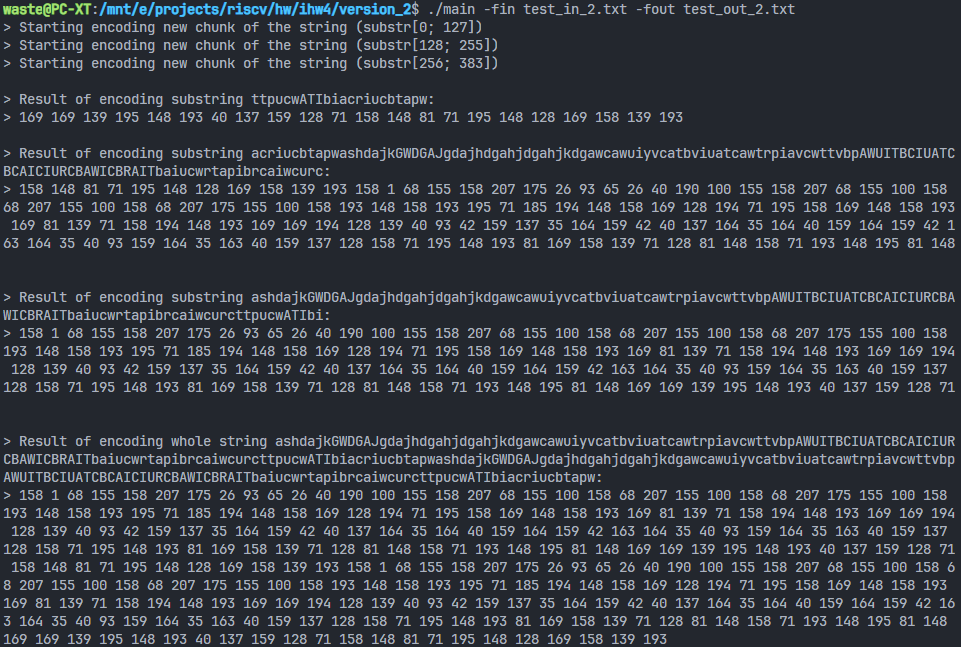 waste@PC-XT:/mnt/e/projects/riscv/hw/ihw4/version_2$ ./main -fin test_in_2.txt -fout test_out_2.txt
> Starting encoding new chunk of the string (substr[0; 127])
> Starting encoding new chunk of the string (substr[128; 255])
> Starting encoding new chunk of the string (substr[256; 383])
> Result of encoding substring ttpucwATIbiacriucbtapw:
> 169 169 139 195 148 193 40 137 159 128 71 158 148 81 71 195 148 128 169 158 139 193
> Result of encoding substring acriucbtapwashdajkGWDGAJgdajhdgahjdgahjkdgawcawuiyvcatbviuatcawtrpiavcwttvbpAWUITBCIUATC
BCAICIURCBAWICBRAITbaiucwrtapibrcaiwcurc:
> 158 148 81 71 195 148 128 169 158 139 193 158 1 68 155 158 207 175 26 93 65 26 40 190 100 155 158 207 68 155 100 158
68 207 155 100 158 68 207 175 155 100 158 193 148 158 193 195 71 185 194 148 158 169 128 194 71 195 158 169 148 158 193
169 81 139 71 158 194 148 193 169 169 194 128 139 40 93 42 159 137 35 164 159 42 40 137 164 35 164 40 159 164 159 42 1
63 164 35 40 93 159 164 35 163 40 159 137 128 158 71 195 148 193 81 169 158 139 71 128 81 148 158 71 193 148 195 81 148
> Result of encoding substring ashdajkGWDGAJgdajhdgahjdgahjkdgawcawuiyvcatbviuatcawtrpiavcwttvbpAWUITBCIUATCBCAICIURCBA
WICBRAITbaiucwrtapibrcaiwcurcttpucwATIbi:
> 158 1 68 155 158 207 175 26 93 65 26 40 190 100 155 158 207 68 155 100 158 68 207 155 100 158 68 207 175 155 100 158
193 148 158 193 195 71 185 194 148 158 169 128 194 71 195 158 169 148 158 193 169 81 139 71 158 194 148 193 169 169 194
128 139 40 93 42 159 137 35 164 159 42 40 137 164 35 164 40 159 164 159 42 163 164 35 40 93 159 164 35 163 40 159 137
128 158 71 195 148 193 81 169 158 139 71 128 81 148 158 71 193 148 195 81 148 169 169 139 195 148 193 40 137 159 128 71
> Result of encoding whole string ashdajkGWDGAJgdajhdgahjdgahjkdgawcawuiyvcatbviuatcawtrpiavcwttvbpAWUITBCIUATCBCAICIUR
CBAWICBRAITbaiucwrtapibrcaiwcurcttpucwATIbiacriucbtapwashdajkGWDGAJgdajhdgahjdgahjkdgawcawuiyvcatbviuatcawtrpiavcwttvbp
AWUITBCIUATCBCAICIURCBAWICBRAITbaiucwrtapibrcaiwcurcttpucwATIbiacriucbtapw:
> 158 1 68 155 158 207 175 26 93 65 26 40 190 100 155 158 207 68 155 100 158 68 207 155 100 158 68 207 175 155 100 158
193 148 158 193 195 71 185 194 148 158 169 128 194 71 195 158 169 148 158 193 169 81 139 71 158 194 148 193 169 169 194
128 139 40 93 42 159 137 35 164 159 42 40 137 164 35 164 40 159 164 159 42 163 164 35 40 93 159 164 35 163 40 159 137
128 158 71 195 148 193 81 169 158 139 71 128 81 148 158 71 193 148 195 81 148 169 169 139 195 148 193 40 137 159 128 71
158 148 81 71 195 148 128 169 158 139 193 158 1 68 155 158 207 175 26 93 65 26 40 190 100 155 158 207 68 155 100 158 6
8 207 155 100 158 68 207 175 155 100 158 193 148 158 193 195 71 185 194 148 158 169 128 194 71 195 158 169 148 158 193
169 81 139 71 158 194 148 193 169 169 194 128 139 40 93 42 159 137 35 164 159 42 40 137 164 35 164 40 159 164 159 42 16
3 164 35 40 93 159 164 35 163 40 159 137 128 158 71 195 148 193 81 169 158 139 71 128 81 148 158 71 193 148 195 81 148
169 169 139 195 148 193 40 137 159 128 71 158 148 81 71 195 148 128 169 158 139 193